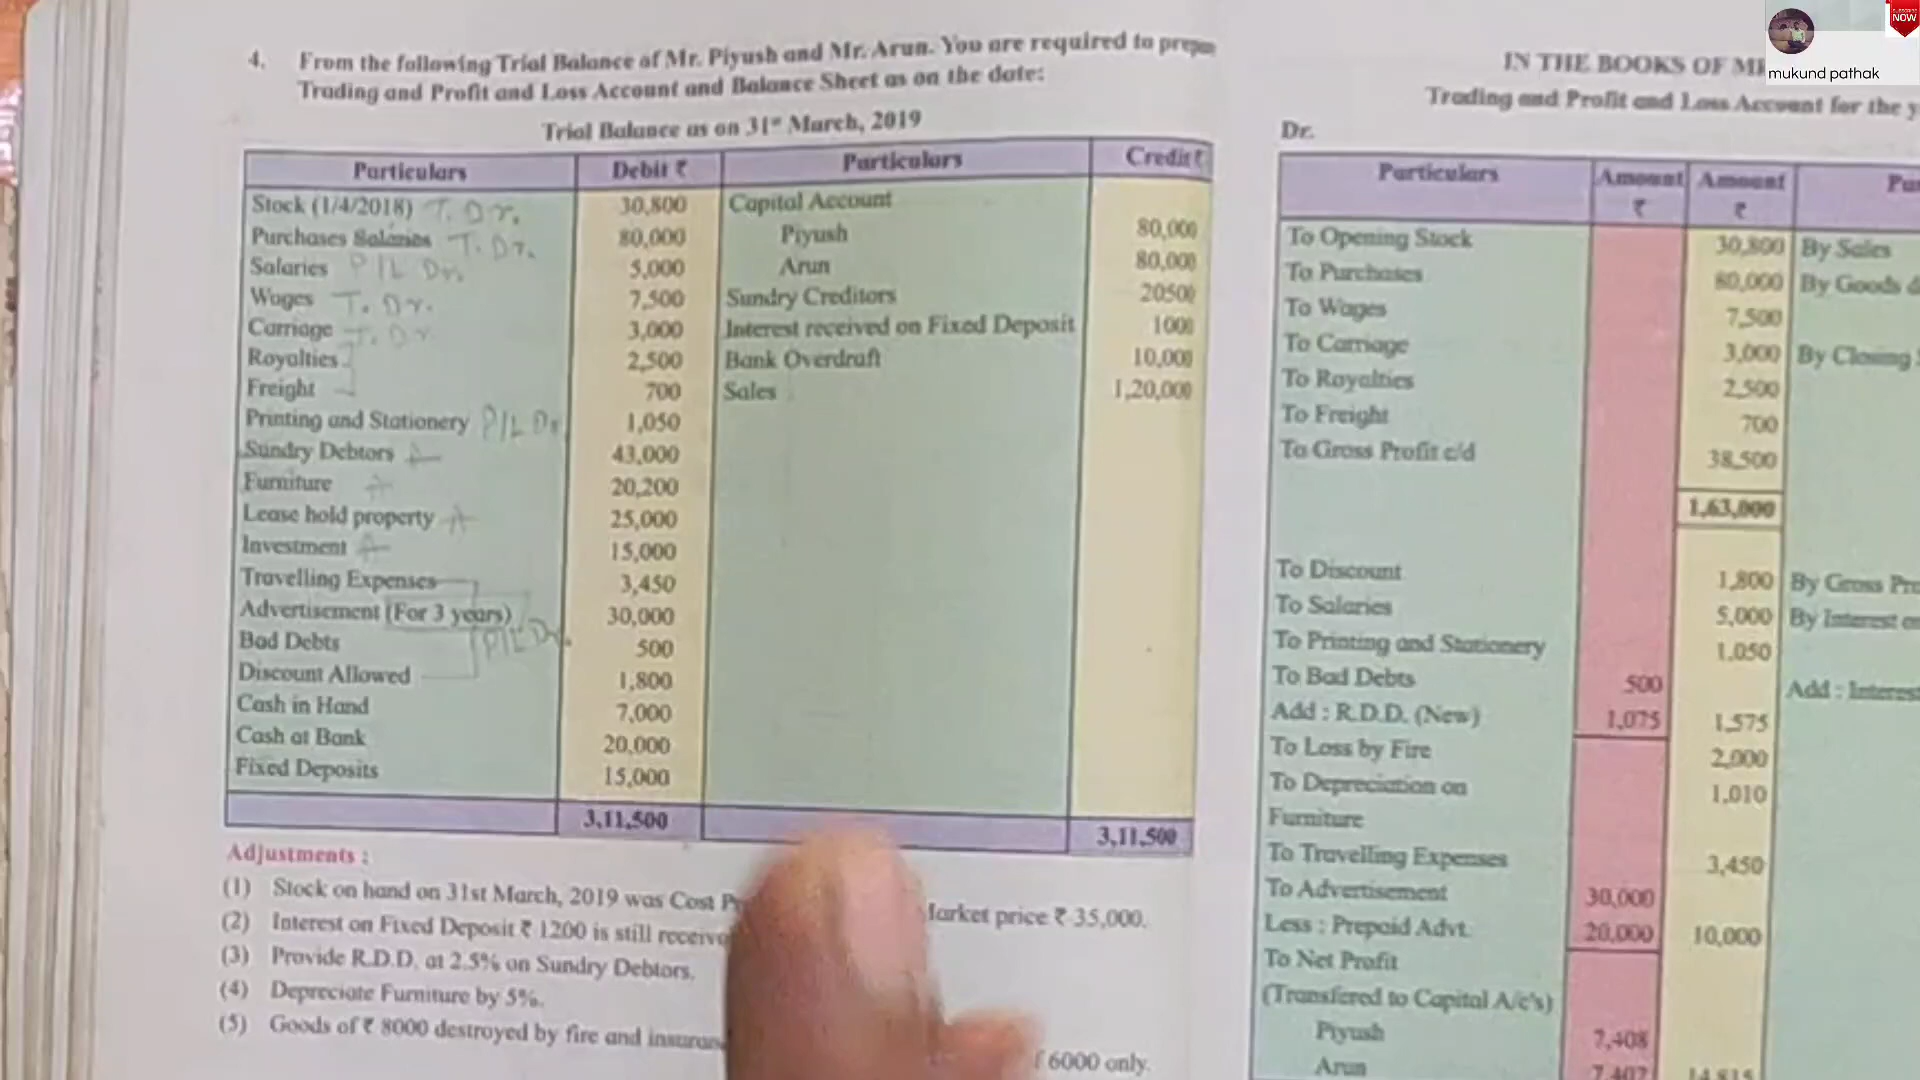 4. From the following Trial Balance of Mr. Piyush and Mr. Arun. You are required to prepare
Trading and Profit and Loss Account and Balance Sheet as on the date:
Trial Balance as on 31st March, 2019
Particulars Debit ₹ Particulars Credit ₹
Stock (1/4/2018) T. Dr. 30,800 Capital Account
Purchases Salaries T. Dr. 80,000 Piyush 80,000
Salaries P/L Dr. 5,000 Arun 80,000
Wages T. Dr. 7,500 Sundry Creditors 20500
Carriage T. Dr. 3,000 Interest received on Fixed Deposit 1000
Royalties 2,500 Bank Overdraft 10,000
Freight 700 Sales 1,20,000
Printing and Stationery P/L Dr 1,050
Sundry Debtors A 43,000
Furniture A 20,200
Lease hold property A 25,000
Investment A 15,000
Travelling Expenses 3,450
Advertisement (For 3 years) 30,000
P/L Dr.
Bad Debts 500
Discount Allowed 1,800
Cash in Hand 7,000
Cash at Bank 20,000
Fixed Deposits 15,000
3,11,500 3,11,500
Adjustments :
(1) Stock on hand on 31st March, 2019 was Cost Market price ₹ 35,000.
(2) Interest on Fixed Deposit ₹ 1200 is still
(3) Provide R.D.D. at 2.5% on Sundry Debtors.
(4) Depreciate Furniture by 5%.
(5) Goods of ₹ 8000 destroyed by fire and ₹ 6000 only.
IN THE BOOKS OF
Trading and Profit and Loss Account for the
Dr.
Particulars Amount ₹ Amount ₹
To Opening Stock 30,800 By Sales
To Purchases 80,000 By Goods
To Wages 7,500
To Carriage 3,000 By Closing
To Royalties 2,500
To Freight 700
To Gross Profit c/d 38,500
1,63,000
To Discount 1,800 By Gross
To Salaries 5,000 By Interest
To Printing and Stationery 1,050
To Bad Debts 500 Add : Interest
Add : R.D.D. (New) 1,075 1,575
To Loss by Fire 2,000
To Depreciation on 1,010
Furniture
To Travelling Expenses 3,450
To Advertisement 30,000
Less : Prepaid Advt. 20,000 10,000
To Net Profit
(Transfered to Capital A/c's)
Piyush 7,408
Arun 7,407 14,815
mukund pathak
SUBSCRIBE
NOW